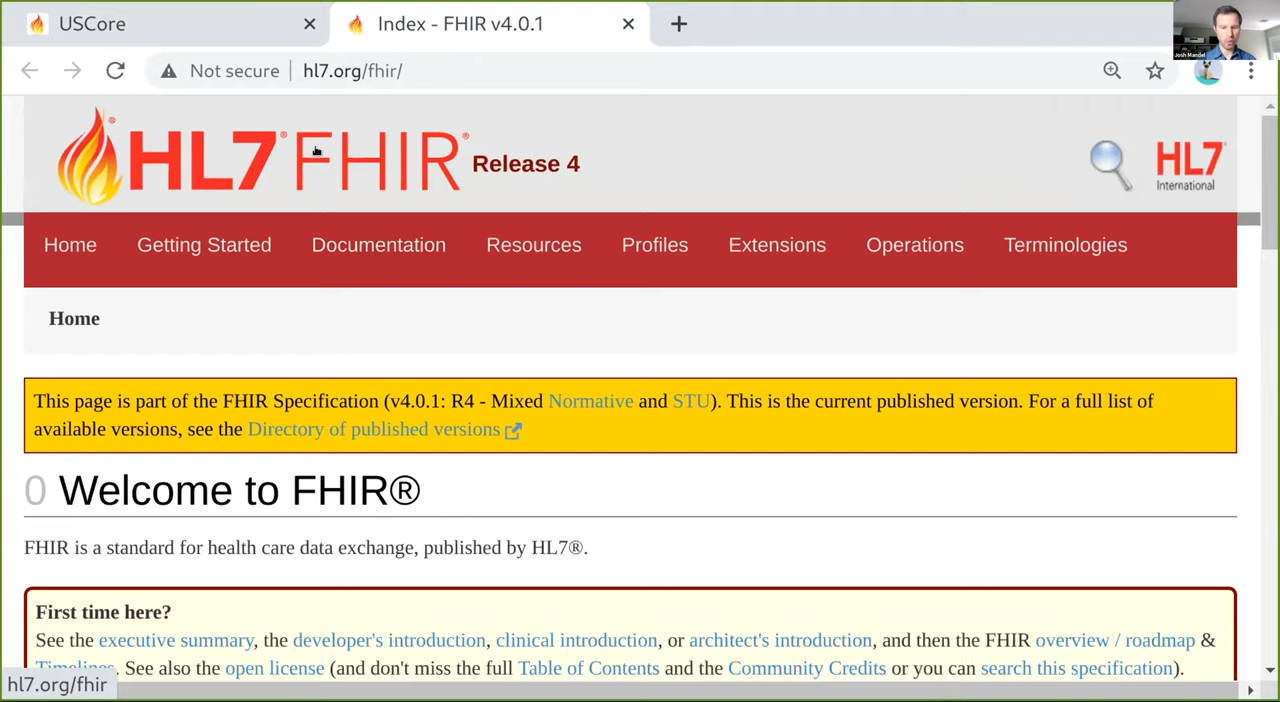 USCore
Index - FHIR v4.0.1
Josh Mandel
Not secure hl7.org/fhir/
HL7® FHIR® Release 4
HL7®
International
Home Getting Started Documentation Resources Profiles Extensions Operations Terminologies
Home
This page is part of the FHIR Specification (v4.0.1: R4 - Mixed Normative and STU). This is the current published version. For a full list of
available versions, see the Directory of published versions
0 Welcome to FHIR®
FHIR is a standard for health care data exchange, published by HL7®.
First time here?
See the executive summary, the developer's introduction, clinical introduction, or architect's introduction, and then the FHIR overview / roadmap &
Timelines. See also the open license (and don't miss the full Table of Contents and the Community Credits or you can search this specification).
hl7.org/fhir